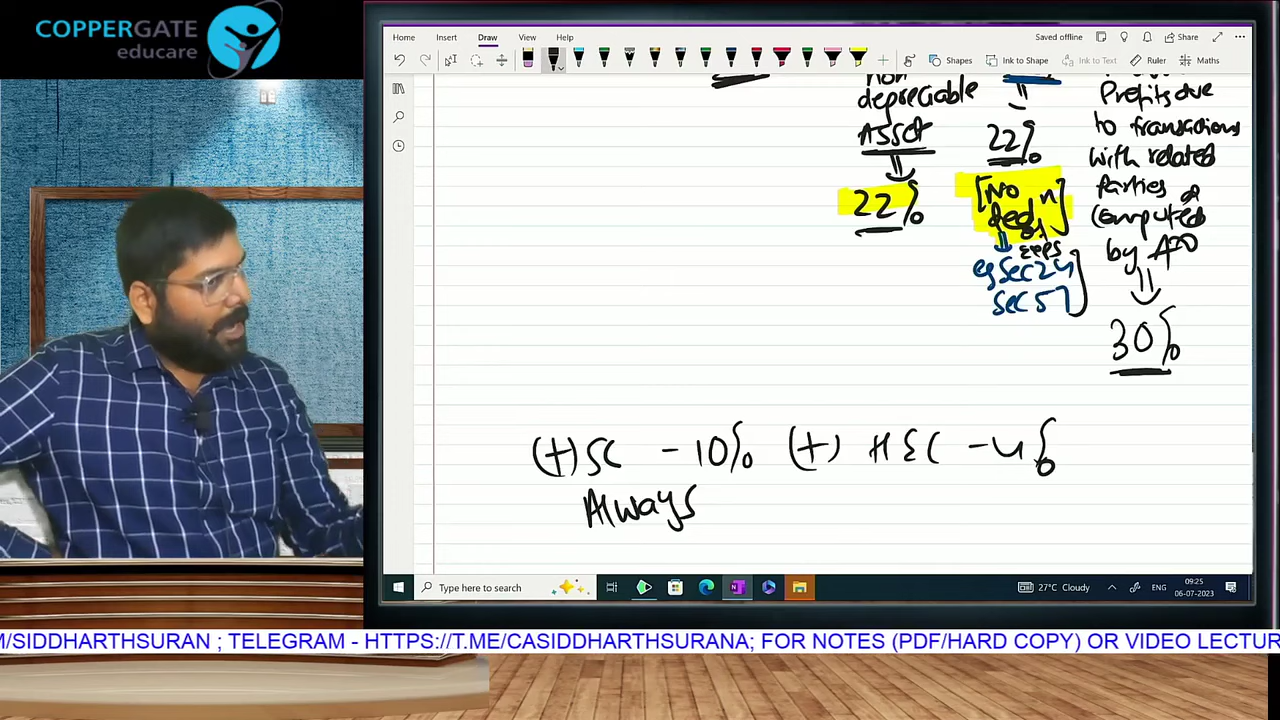 COPPERGATE
educare
Home Insert Draw View Help
Saved offline
Share
Shapes
Ink to Shape
Ink to Text
Ruler
Maths
non
depreciable
Asset
22%
22%
[No
dedn]
of
exps
eg Sec 24
Sec 57
Profits due
to transactions
with related
parties &
computed
by A.O
30%
(+) SC - 10% (+) HEC - 4%
Always
Type here to search
27°C Cloudy
ENG
09:25
06-07-2023
M/SIDDHARTHSURAN ; TELEGRAM - HTTPS://T.ME/CASIDDHARTHSURANA; FOR NOTES (PDF/HARD COPY) OR VIDEO LECTUR